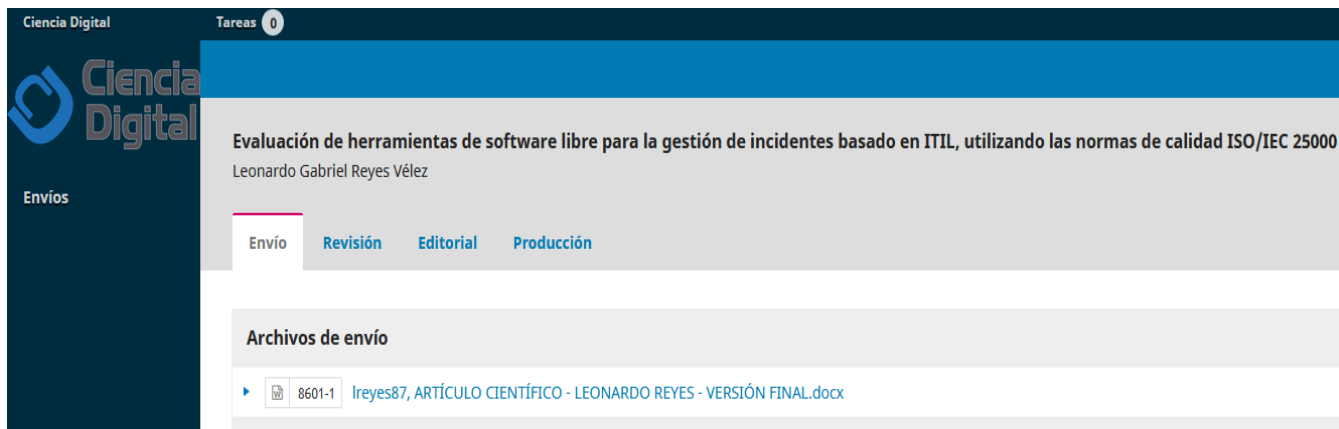 Ciencia Digital
Tareas 0
Ciencia
Digital
Evaluación de herramientas de software libre para la gestión de incidentes basado en ITIL, utilizando las normas de calidad ISO/IEC 25000
Leonardo Gabriel Reyes Vélez
Envíos
Envío Revisión Editorial Producción
Archivos de envío
8601-1 lreyes87, ARTÍCULO CIENTÍFICO - LEONARDO REYES - VERSIÓN FINAL.docx